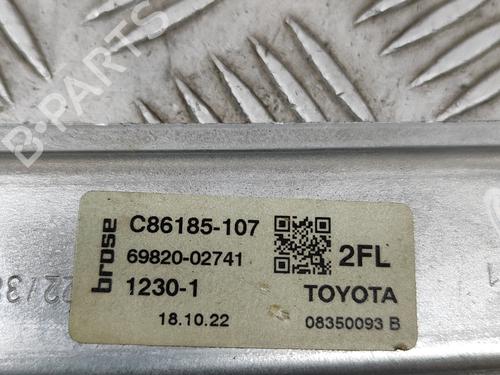 B-PARTS
brose
C86185-107
69820-02741
1230-1
18.10.22
2FL
TOYOTA
08350093 B